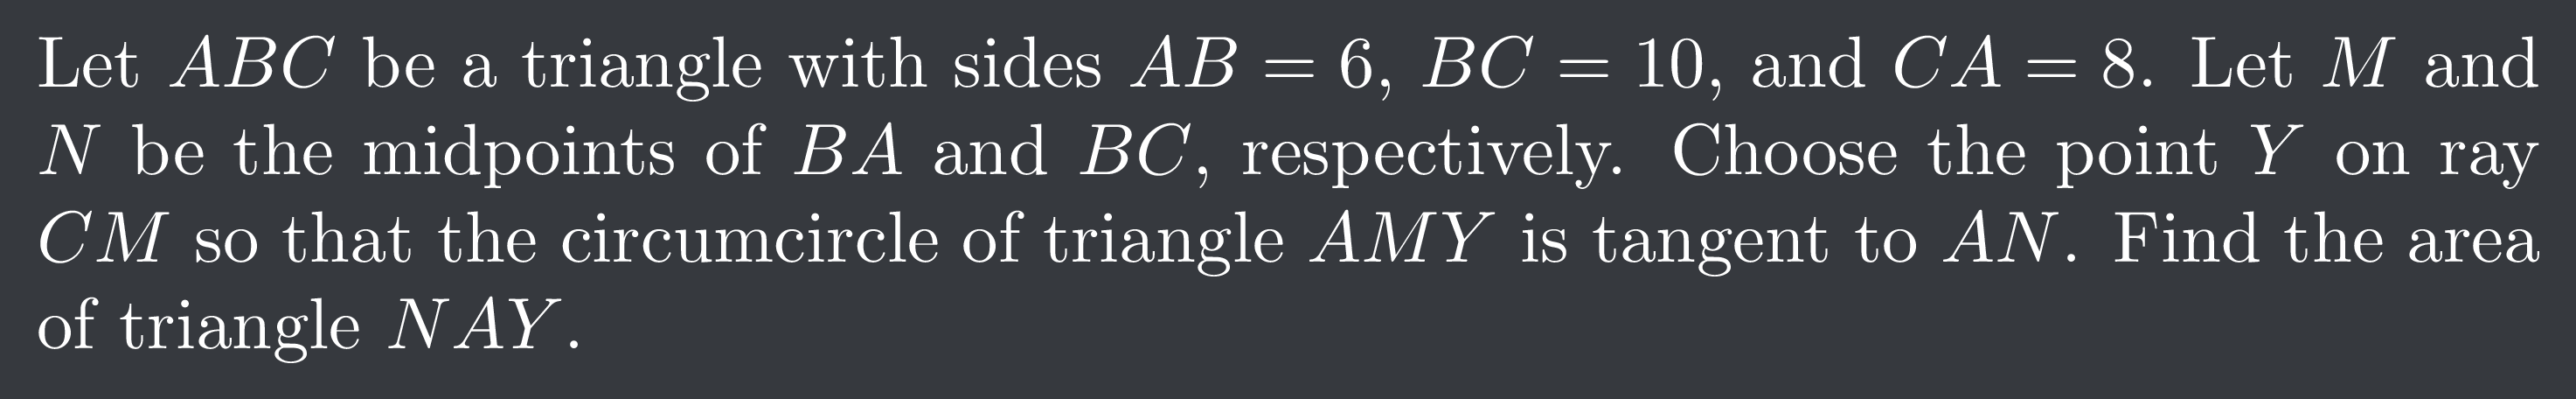 Let ABC be a triangle with sides AB = 6, BC = 10, and CA = 8. Let M and
N be the midpoints of BA and BC, respectively. Choose the point Y on ray
CM so that the circumcircle of triangle AMY is tangent to AN. Find the area
of triangle NAY.